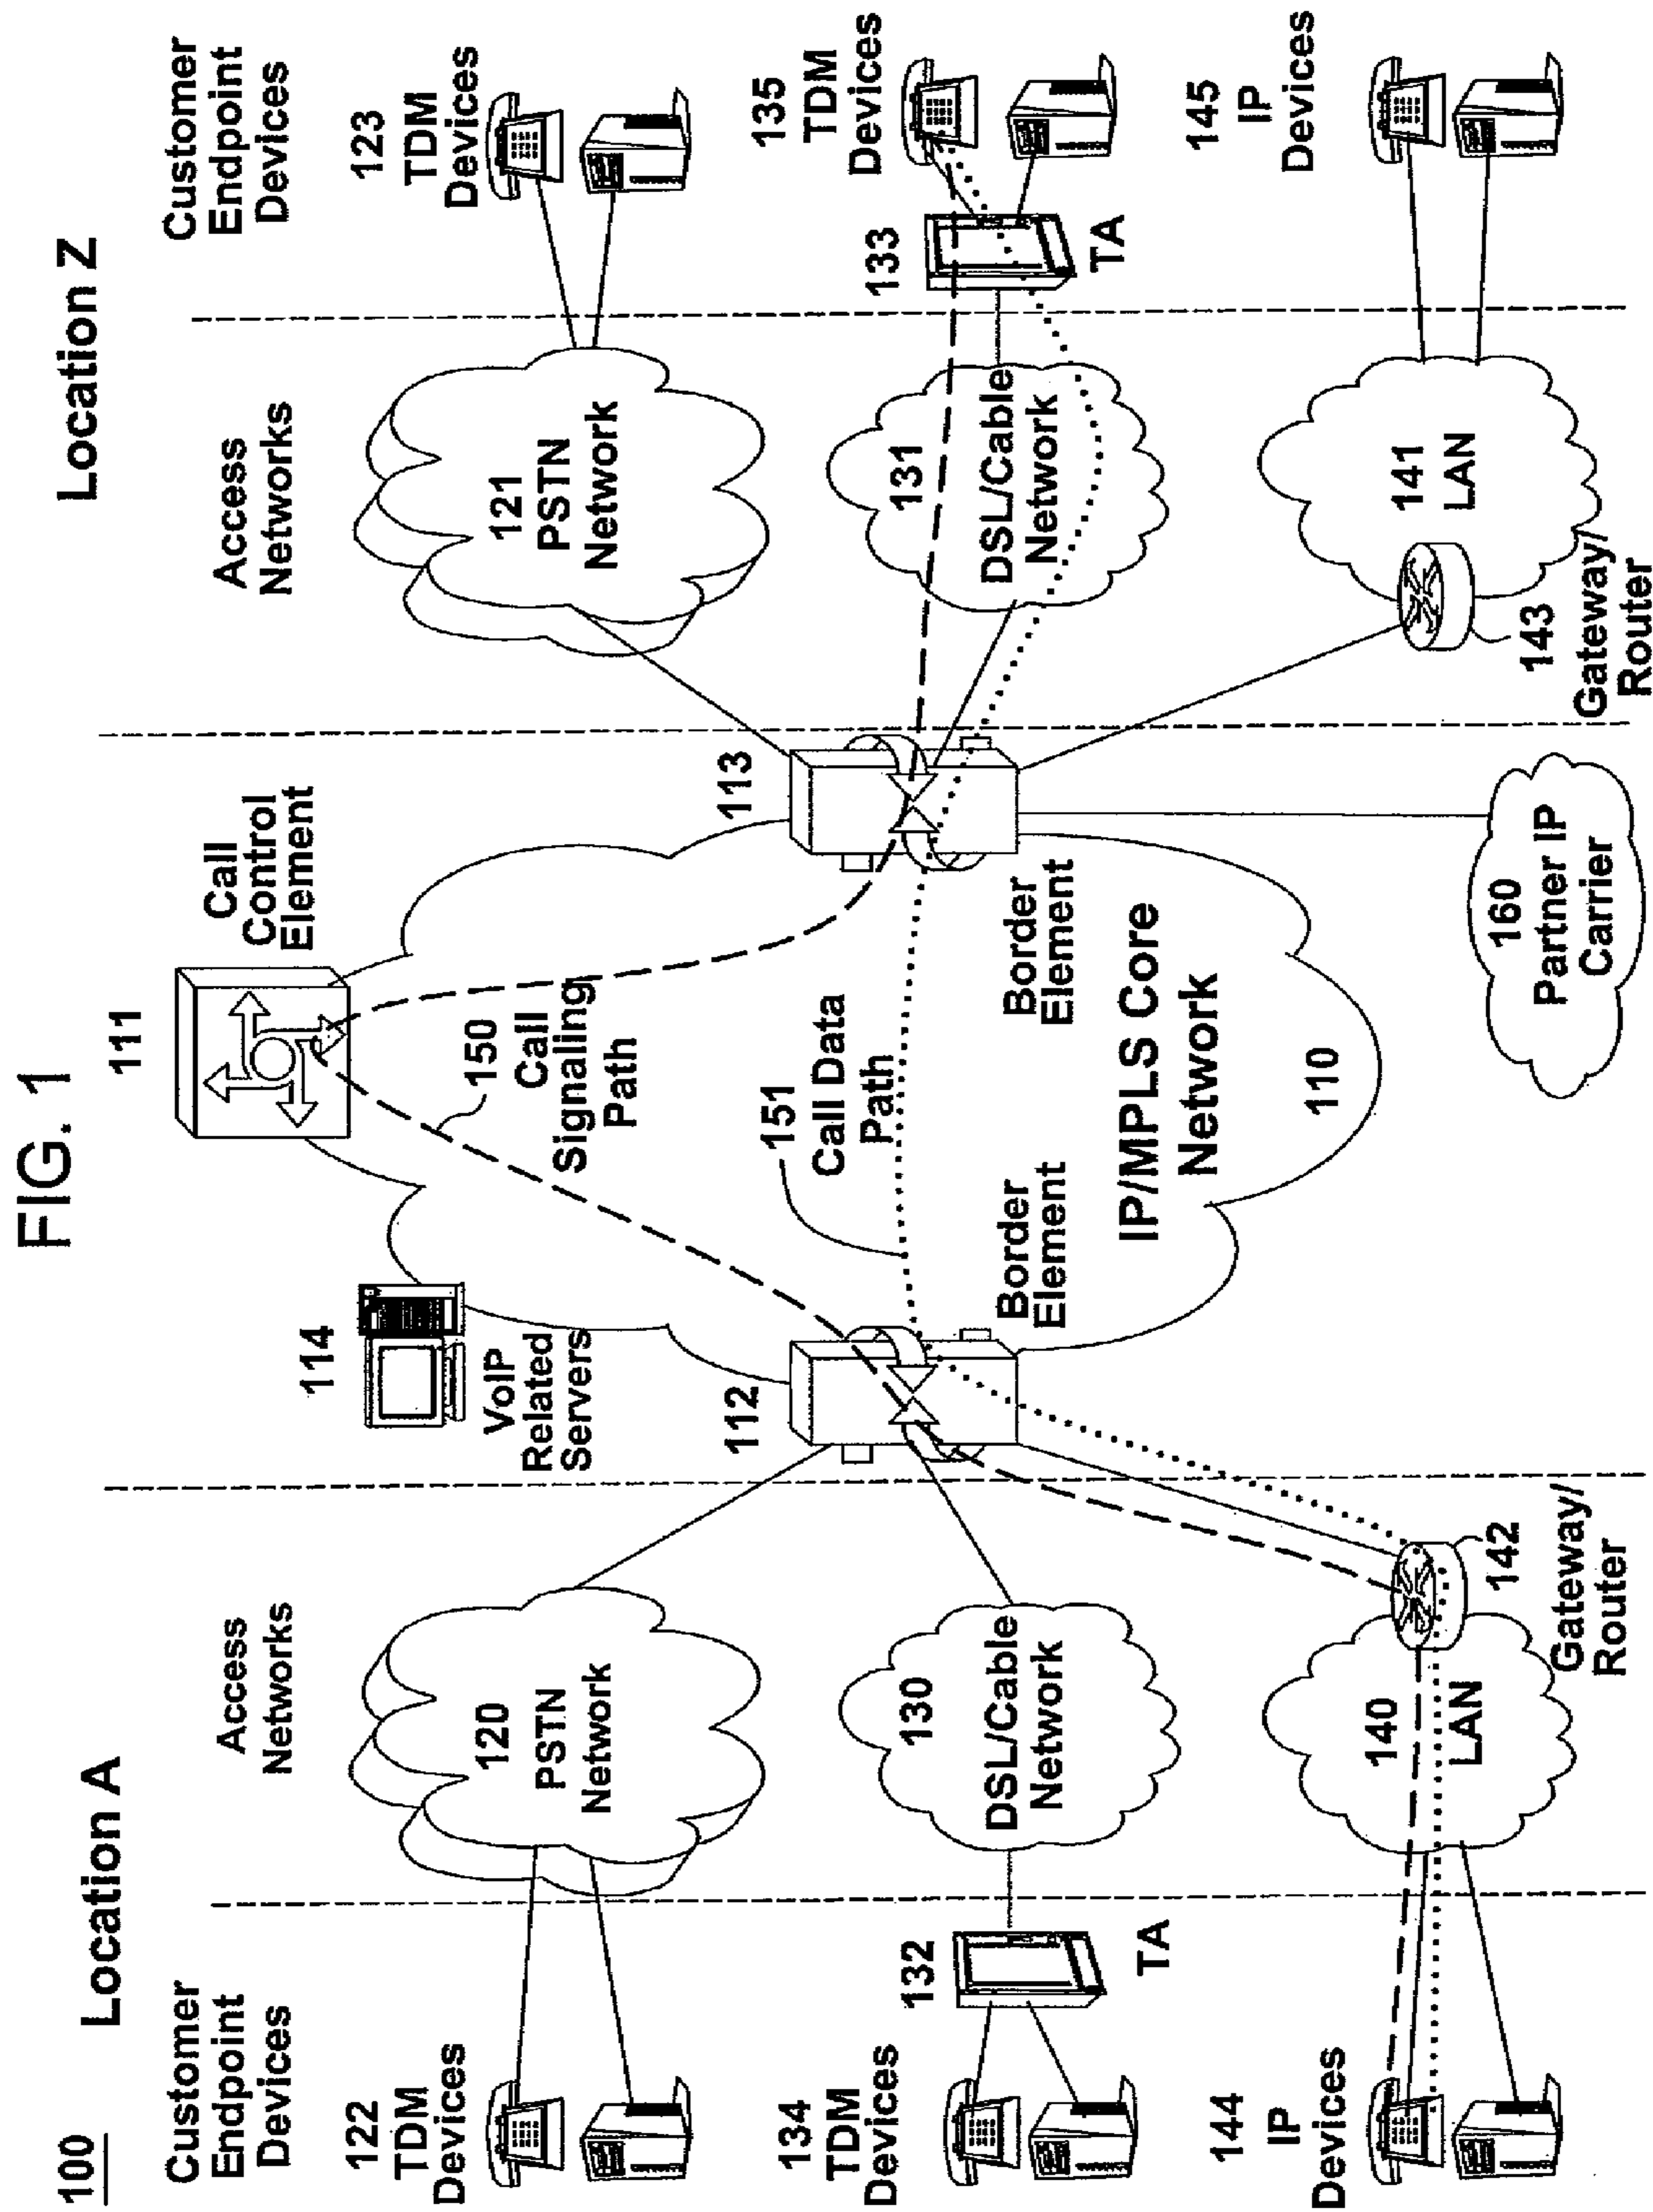 FIG. 1
100
Location A
Location Z
Customer
Endpoint
Devices
Access
Networks
114
VoIP
Related
Servers
111
Call
Control
Element
Access
Networks
Customer
Endpoint
Devices
122
TDM
Devices
120
PSTN
Network
112
150
Call
Signaling
Path
113
121
PSTN
Network
123
TDM
Devices
134
TDM
Devices
132
TA
130
DSL/Cable
Network
151
Call Data
Path
Border
Element
Border
Element
131
DSL/Cable
Network
133
TA
135
TDM
Devices
IP/MPLS Core
Network
110
144
IP
Devices
140
LAN
142
Gateway/
Router
160
Partner IP
Carrier
141
LAN
143
Gateway/
Router
145
IP
Devices